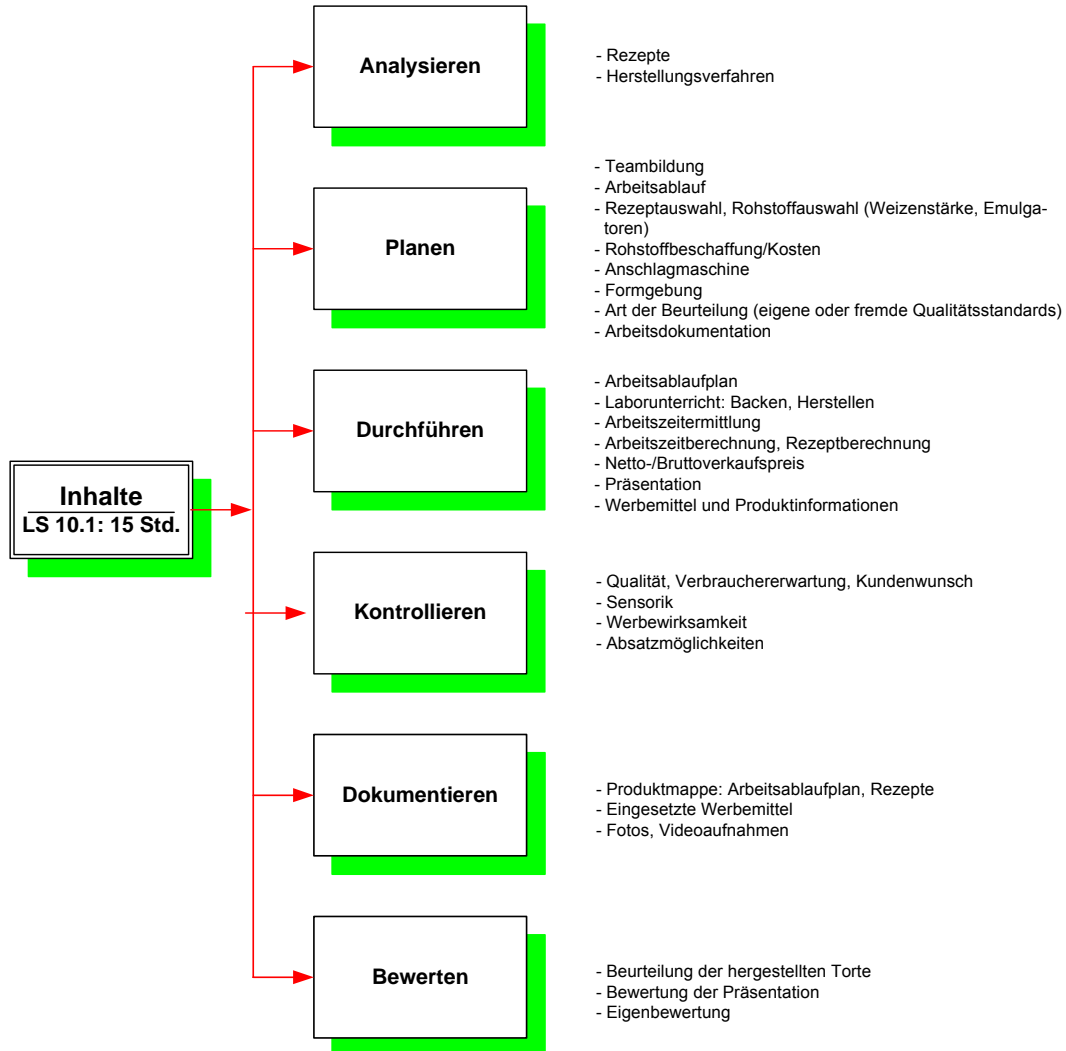 Analysieren
- Rezepte
- Herstellungsverfahren
Planen
- Teambildung
- Arbeitsablauf
- Rezeptauswahl, Rohstoffauswahl (Weizenstärke, Emulga-
toren)
- Rohstoffbeschaffung/Kosten
- Anschlagmaschine
- Formgebung
- Art der Beurteilung (eigene oder fremde Qualitätsstandards)
- Arbeitsdokumentation
Durchführen
- Arbeitsablaufplan
- Laborunterricht: Backen, Herstellen
- Arbeitszeitermittlung
- Arbeitszeitberechnung, Rezeptberechnung
- Netto-/Bruttoverkaufspreis
- Präsentation
- Werbemittel und Produktinformationen
Inhalte
LS 10.1: 15 Std.
Kontrollieren
- Qualität, Verbrauchererwartung, Kundenwunsch
- Sensorik
- Werbewirksamkeit
- Absatzmöglichkeiten
Dokumentieren
- Produktmappe: Arbeitsablaufplan, Rezepte
- Eingesetzte Werbemittel
- Fotos, Videoaufnahmen
Bewerten
- Beurteilung der hergestellten Torte
- Bewertung der Präsentation
- Eigenbewertung